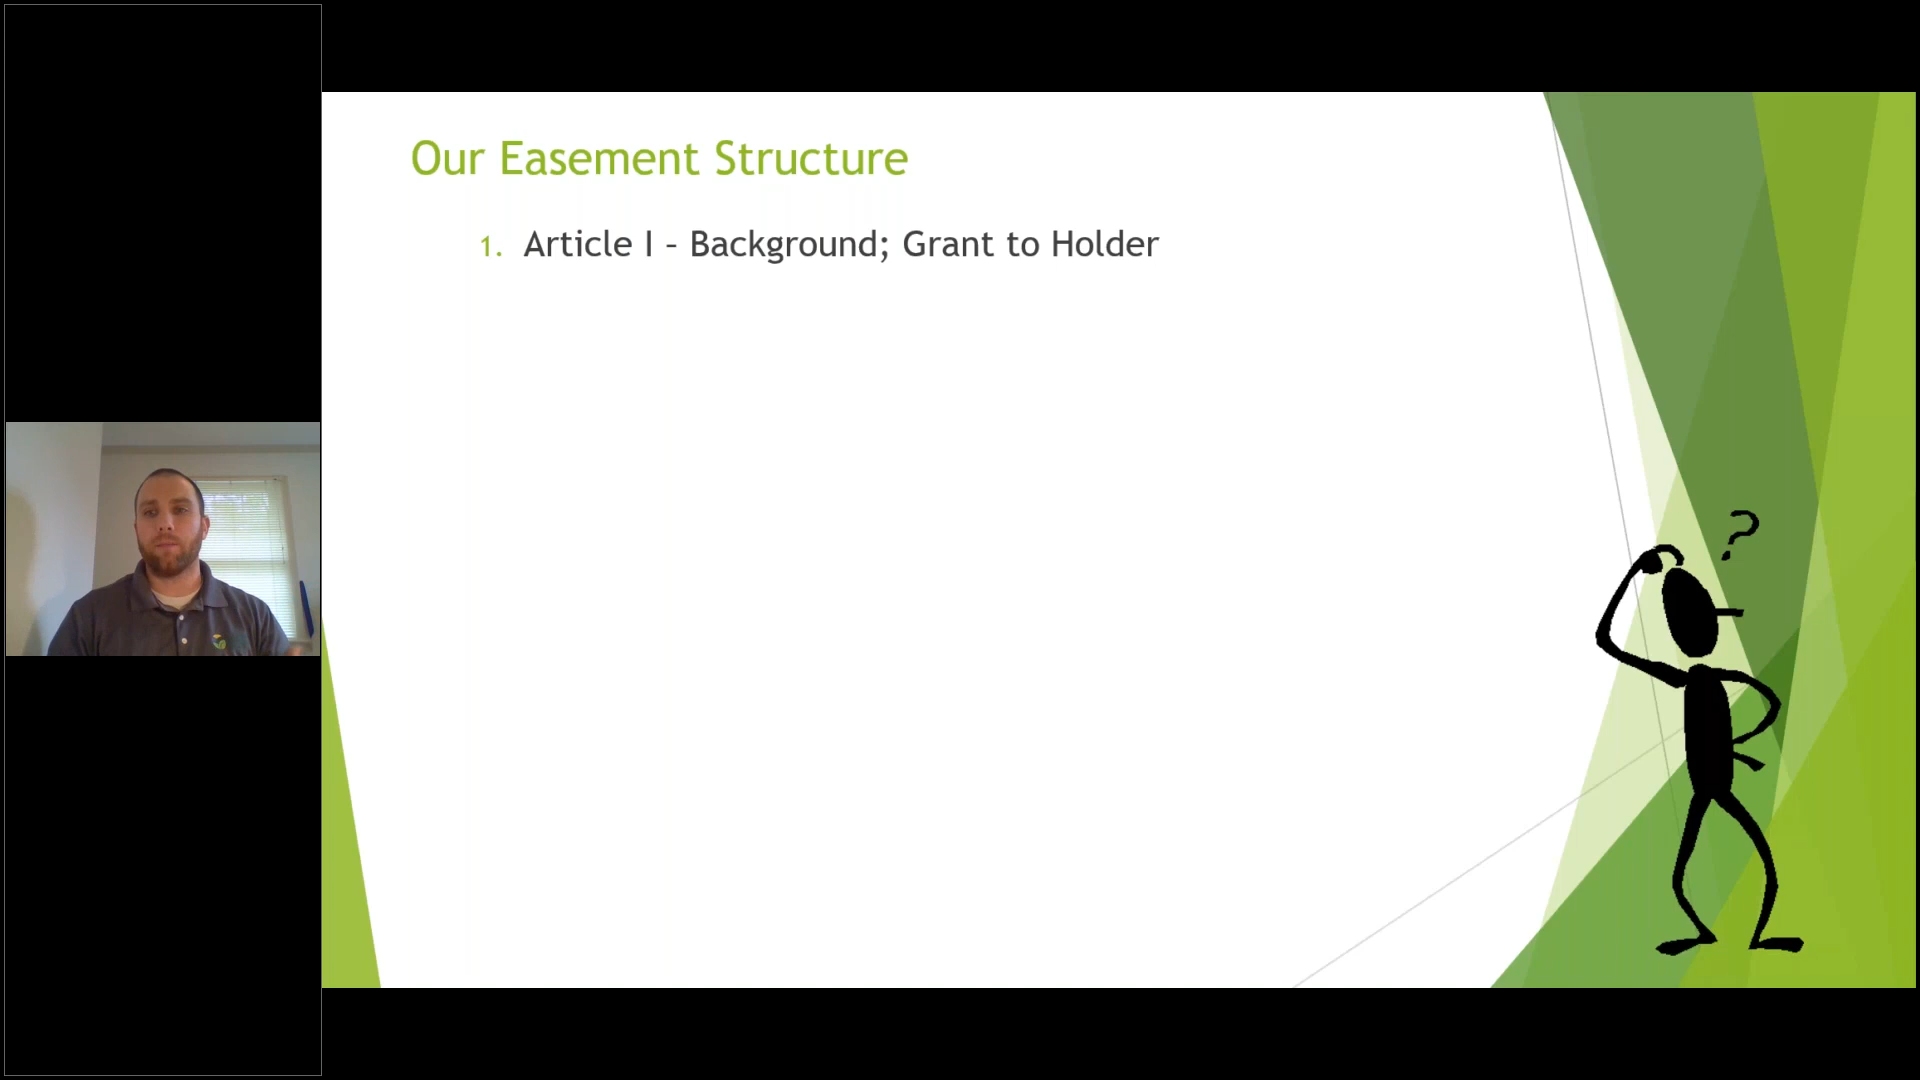 Our Easement Structure
1. Article I – Background; Grant to Holder
?